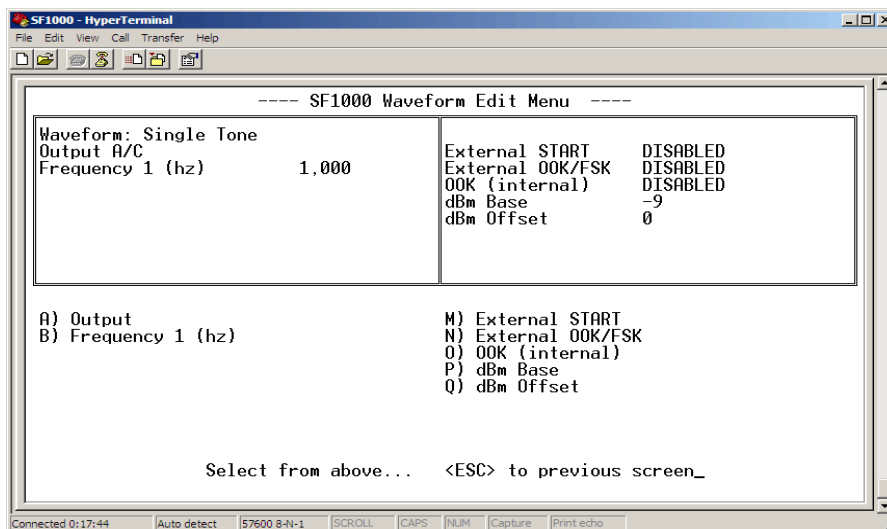 SF1000 - HyperTerminal
File Edit View Call Transfer Help
---- SF1000 Waveform Edit Menu ----
Waveform: Single Tone
Output A/C
Frequency 1 (hz) 1,000
External START DISABLED
External OOK/FSK DISABLED
OOK (internal) DISABLED
dBm Base -9
dBm Offset 0
A) Output
B) Frequency 1 (hz)
M) External START
N) External OOK/FSK
O) OOK (internal)
P) dBm Base
Q) dBm Offset
Select from above... <ESC> to previous screen_
Connected 0:17:44 Auto detect 57600 8-N-1 SCROLL CAPS NUM Capture Print echo